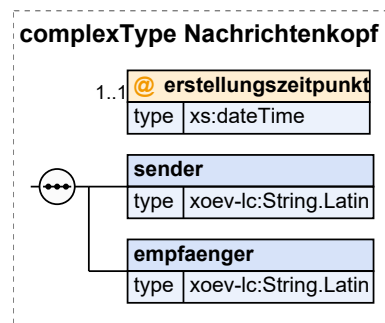 complexType Nachrichtenkopf
1..1 @ erstellungszeitpunkt
type xs:dateTime
sender
type xoev-lc:String.Latin
empfaenger
type xoev-lc:String.Latin